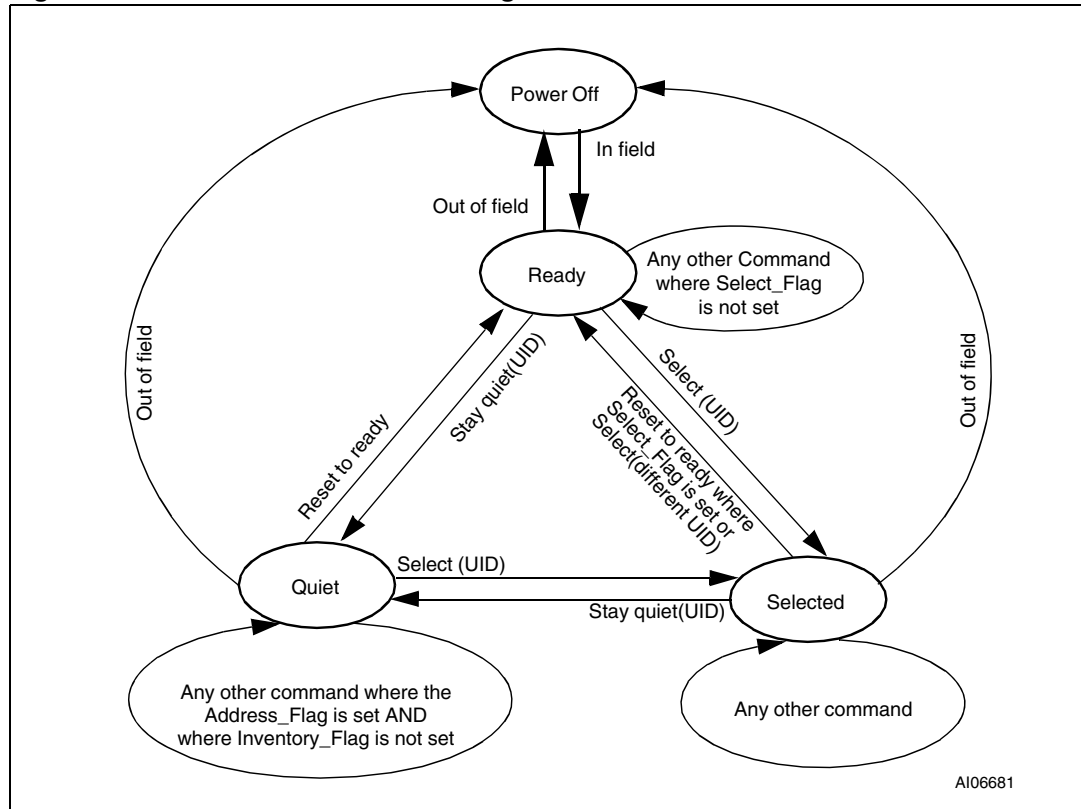 Power Off
In field
Out of field
Ready
Any other Command
where Select_Flag
is not set
Out of field
Out of field
Reset to ready
Stay quiet(UID)
Select (UID)
Reset to ready where
Select_Flag is set or
Select(different UID)
Quiet
Select (UID)
Stay quiet(UID)
Selected
Any other command where the
Address_Flag is set AND
where Inventory_Flag is not set
Any other command
AI06681